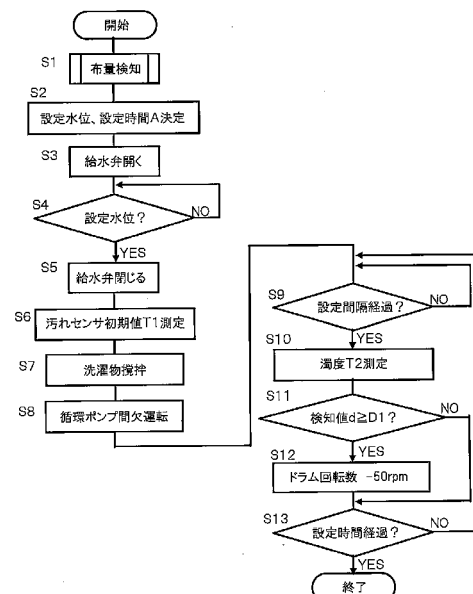 開始
S1
布量検知
S2
設定水位、設定時間A決定
S3
給水弁開く
S4
設定水位？
NO
YES
S5
給水弁閉じる
S6
汚れセンサ初期値T1測定
S7
洗濯物撹拌
S8
循環ポンプ間欠運転
S9
設定間隔経過？
NO
YES
S10
濁度T2測定
S11
検知値d≧D1？
NO
YES
S12
ドラム回転数 -50rpm
S13
設定時間経過？
NO
YES
終了